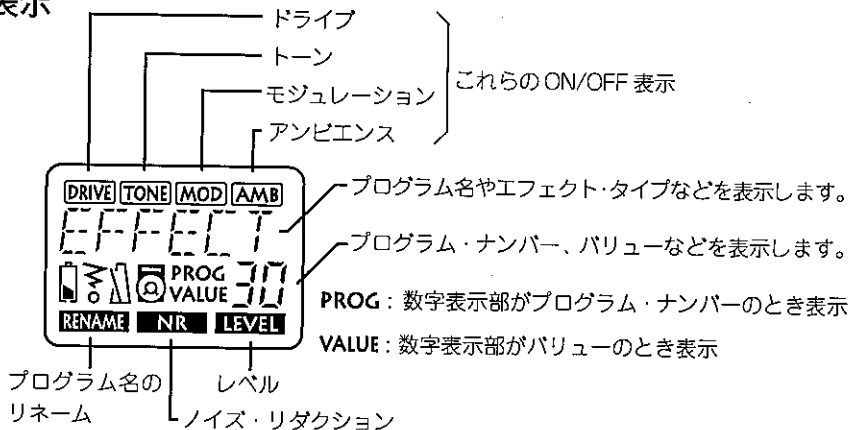 表示
ドライブ
トーン
モジュレーション
アンビエンス
これらの ON/OFF 表示
DRIVE TONE MOD AMB
EFFECT
PROG
VALUE 30
RENAME NR LEVEL
プログラム名やエフェクト・タイプなどを表示します。
プログラム・ナンバー、バリューなどを表示します。
PROG : 数字表示部がプログラム・ナンバーのとき表示
VALUE : 数字表示部がバリューのとき表示
プログラム名の
リネーム
レベル
ノイズ・リダクション